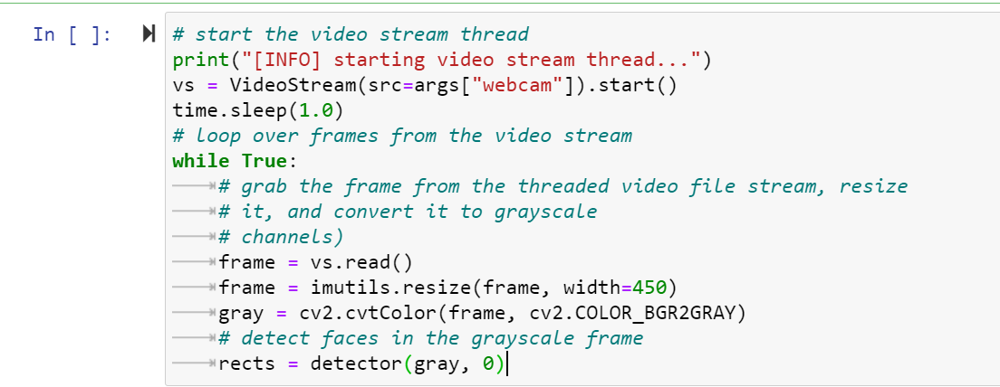 In [ ]:
# start the video stream thread
print("[INFO] starting video stream thread...")
vs = VideoStream(src=args["webcam"]).start()
time.sleep(1.0)
# loop over frames from the video stream
while True:
# grab the frame from the threaded video file stream, resize
# it, and convert it to grayscale
# channels)
frame = vs.read()
frame = imutils.resize(frame, width=450)
gray = cv2.cvtColor(frame, cv2.COLOR_BGR2GRAY)
# detect faces in the grayscale frame
rects = detector(gray, 0)